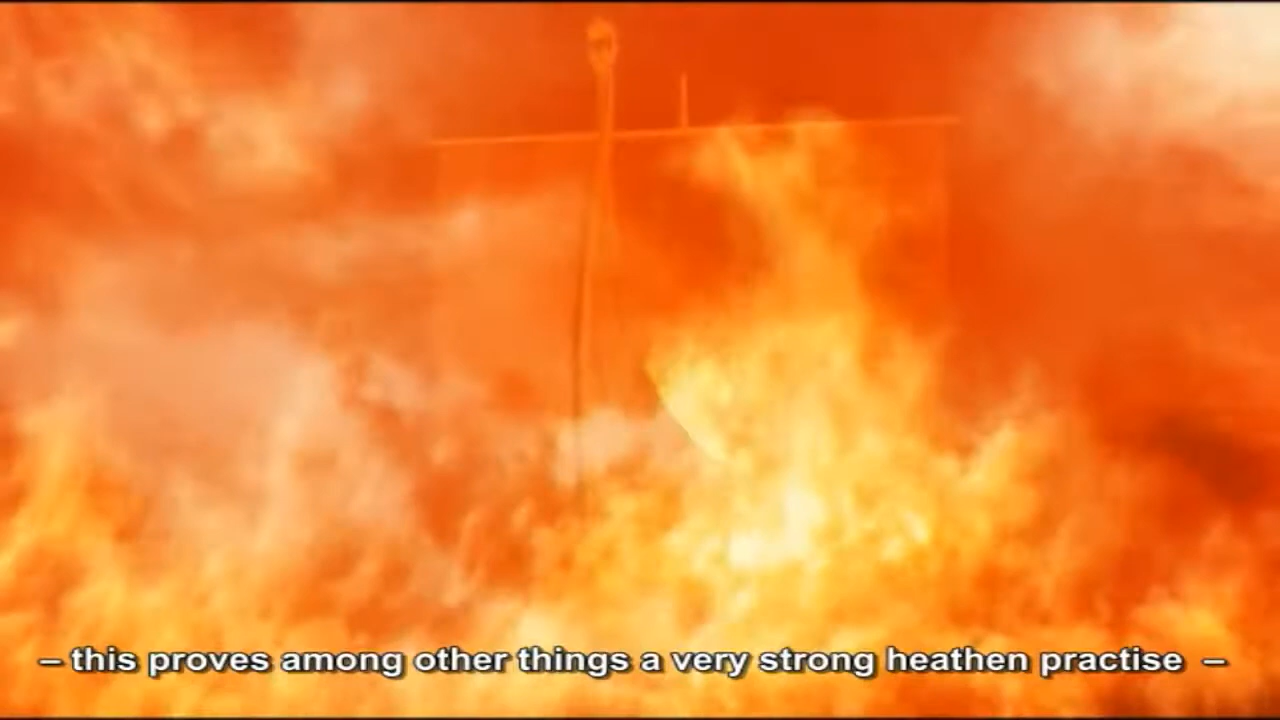 – this proves among other things a very strong heathen practise –